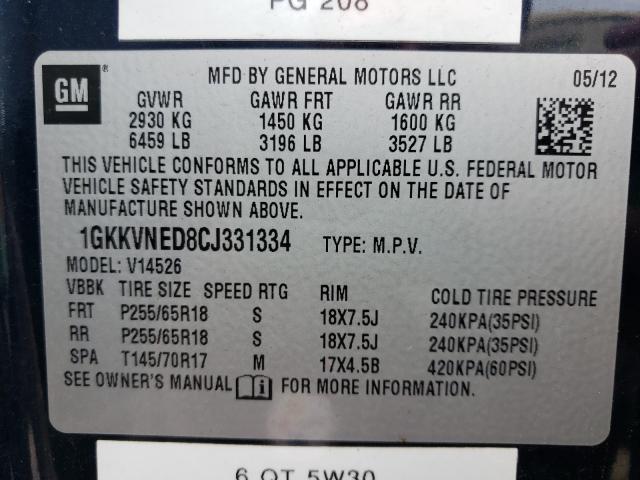 PG 208
GM ®
MFD BY GENERAL MOTORS LLC 05/12
GVWR GAWR FRT GAWR RR
2930 KG 1450 KG 1600 KG
6459 LB 3196 LB 3527 LB
THIS VEHICLE CONFORMS TO ALL APPLICABLE U.S. FEDERAL MOTOR
VEHICLE SAFETY STANDARDS IN EFFECT ON THE DATE OF
MANUFACTURE SHOWN ABOVE.
1GKKVNED8CJ331334 TYPE: M.P.V.
MODEL: V14526
VBBK TIRE SIZE SPEED RTG RIM COLD TIRE PRESSURE
FRT P255/65R18 S 18X7.5J 240KPA(35PSI)
RR P255/65R18 S 18X7.5J 240KPA(35PSI)
SPA T145/70R17 M 17X4.5B 420KPA(60PSI)
SEE OWNER'S MANUAL i FOR MORE INFORMATION.
6 QT 5W30